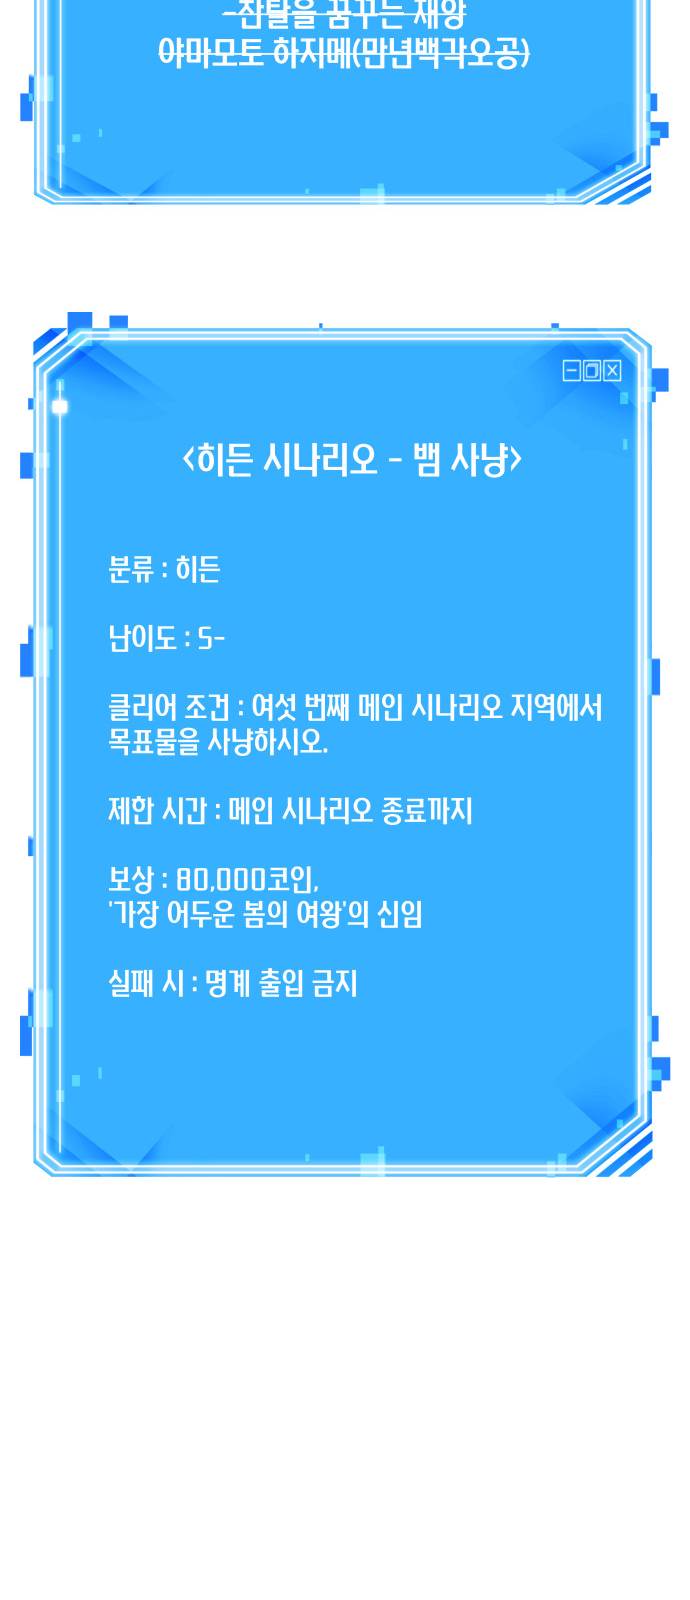 -찬탈을 꿈꾸는 재앙
야마모토 하지메(만년백각오공)
<히든 시나리오 - 뱀 사냥>
분류 : 히든
난이도 : S-
클리어 조건 : 여섯 번째 메인 시나리오 지역에서
목표물을 사냥하시오.
제한 시간 : 메인 시나리오 종료까지
보상 : 80,000코인,
'가장 어두운 봄의 여왕'의 신임
실패 시 : 명계 출입 금지